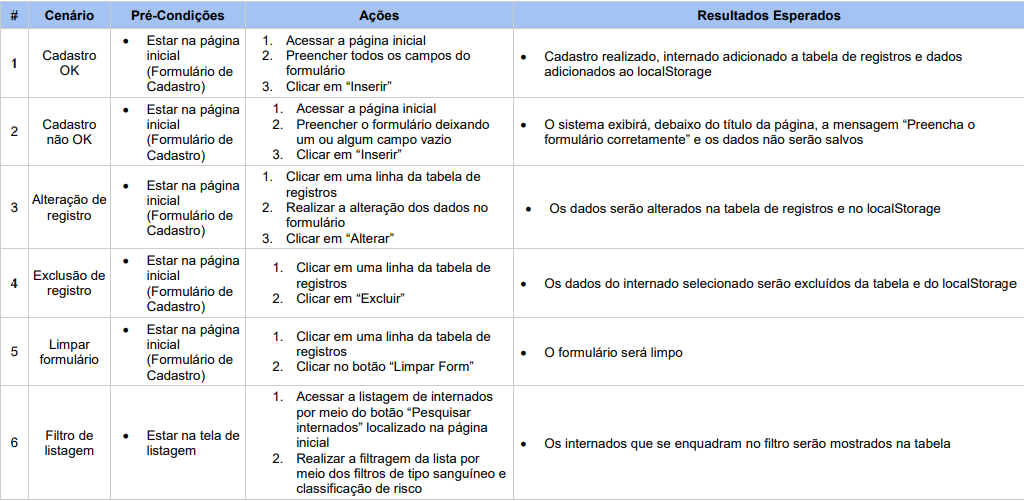 # Cenário Pré-Condições Ações Resultados Esperados
1
Cadastro
OK
• Estar na página
inicial
(Formulário de
Cadastro)
1. Acessar a página inicial
2. Preencher todos os campos do
formulário
3. Clicar em “Inserir”
• Cadastro realizado, internado adicionado a tabela de registros e dados
adicionados ao localStorage
2
Cadastro
não OK
• Estar na página
inicial
(Formulário de
Cadastro)
1. Acessar a página inicial
2. Preencher o formulário deixando
um ou algum campo vazio
3. Clicar em “Inserir”
• O sistema exibirá, debaixo do título da página, a mensagem “Preencha o
formulário corretamente” e os dados não serão salvos
3
Alteração de
registro
• Estar na página
inicial
(Formulário de
Cadastro)
1. Clicar em uma linha da tabela de
registros
2. Realizar a alteração dos dados no
formulário
3. Clicar em “Alterar”
• Os dados serão alterados na tabela de registros e no localStorage
4
Exclusão de
registro
• Estar na página
inicial
(Formulário de
Cadastro)
1. Clicar em uma linha da tabela de
registros
2. Clicar em “Excluir”
• Os dados do internado selecionado serão excluídos da tabela e do localStorage
5
Limpar
formulário
• Estar na página
inicial
(Formulário de
Cadastro)
1. Clicar em uma linha da tabela de
registros
2. Clicar no botão “Limpar Form”
• O formulário será limpo
6
Filtro de
listagem
• Estar na tela de
listagem
1. Acessar a listagem de internados
por meio do botão “Pesquisar
internados” localizado na página
inicial
2. Realizar a filtragem da lista por
meio dos filtros de tipo sanguíneo e
classificação de risco
• Os internados que se enquadram no filtro serão mostrados na tabela